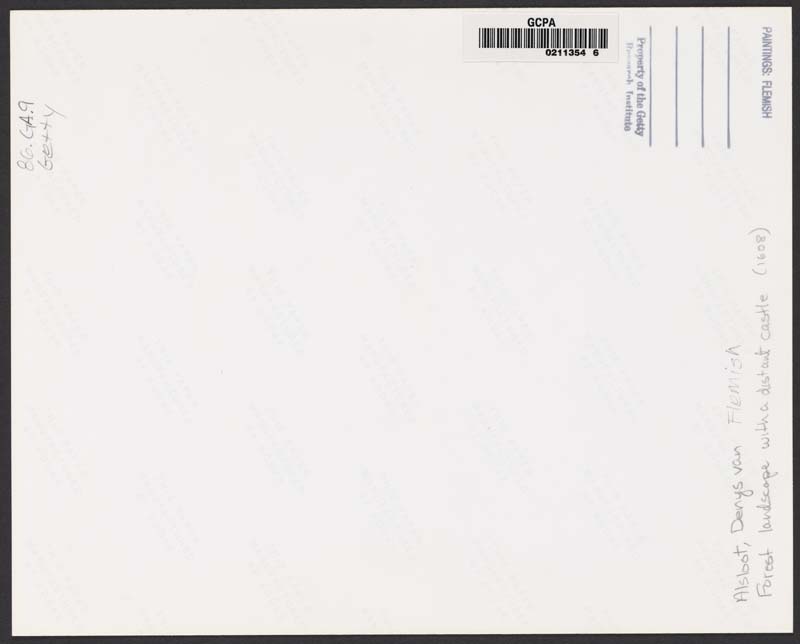 GCPA
0211354 6
Property of the Getty
Research Institute
PAINTINGS: FLEMISH
86.GA.9
Getty
Alsloot, Denys van Flemish
Forest landscape with a distant castle (1608)